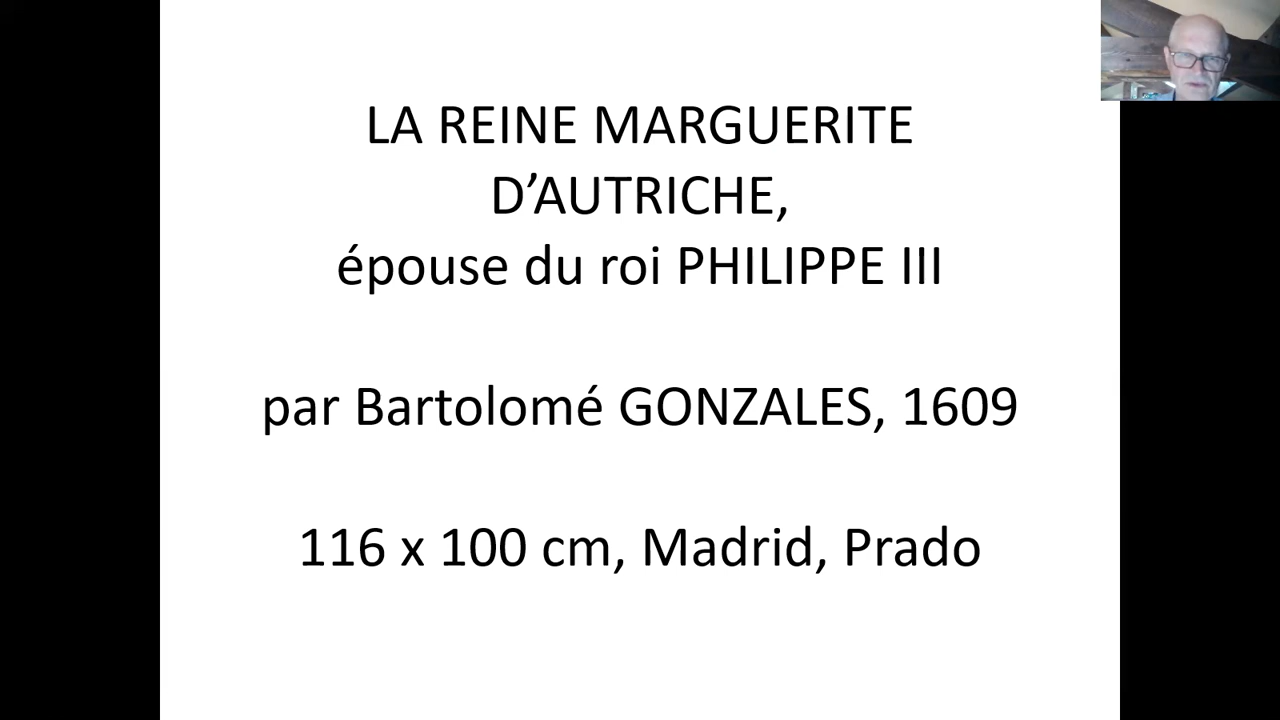 LA REINE MARGUERITE
D’AUTRICHE,
épouse du roi PHILIPPE III
par Bartolomé GONZALES, 1609
116 x 100 cm, Madrid, Prado